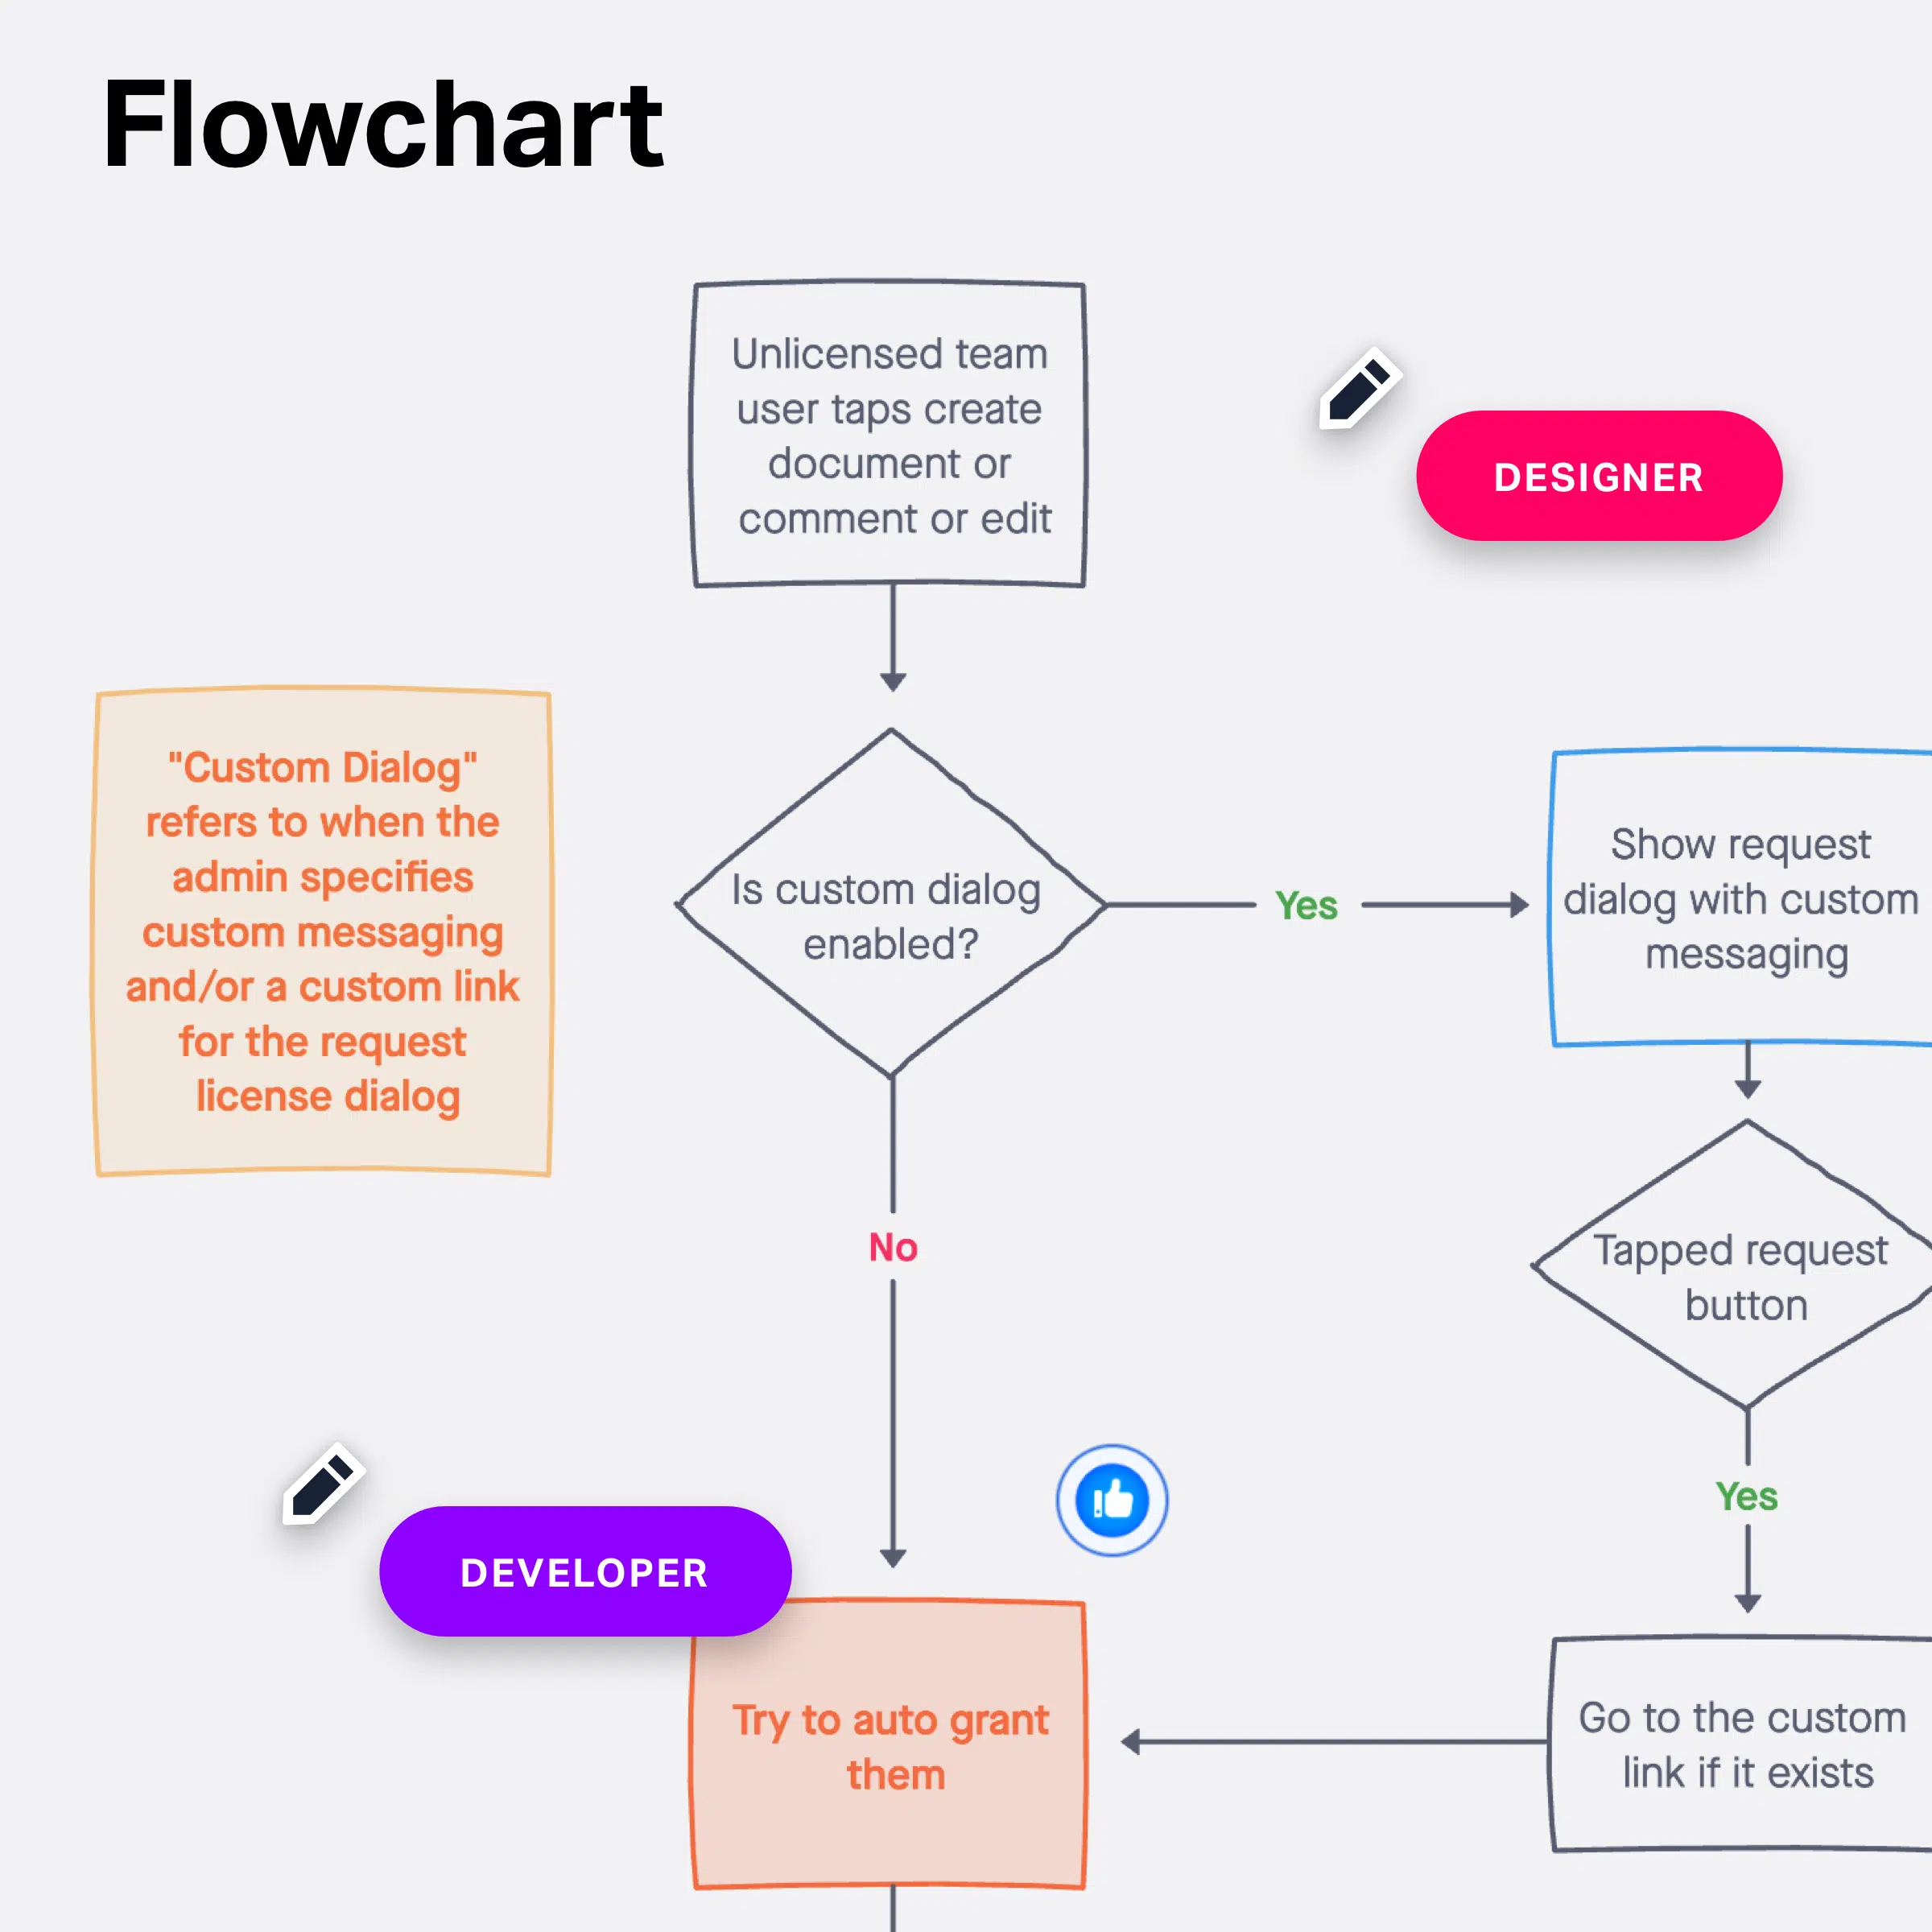 Flowchart
Unlicensed team
user taps create
document or
comment or edit
DESIGNER
"Custom Dialog"
refers to when the
admin specifies
custom messaging
and/or a custom link
for the request
license dialog
Is custom dialog
enabled?
Yes
Show request
dialog with custom
messaging
No
Tapped request
button
Yes
DEVELOPER
Try to auto grant
them
Go to the custom
link if it exists